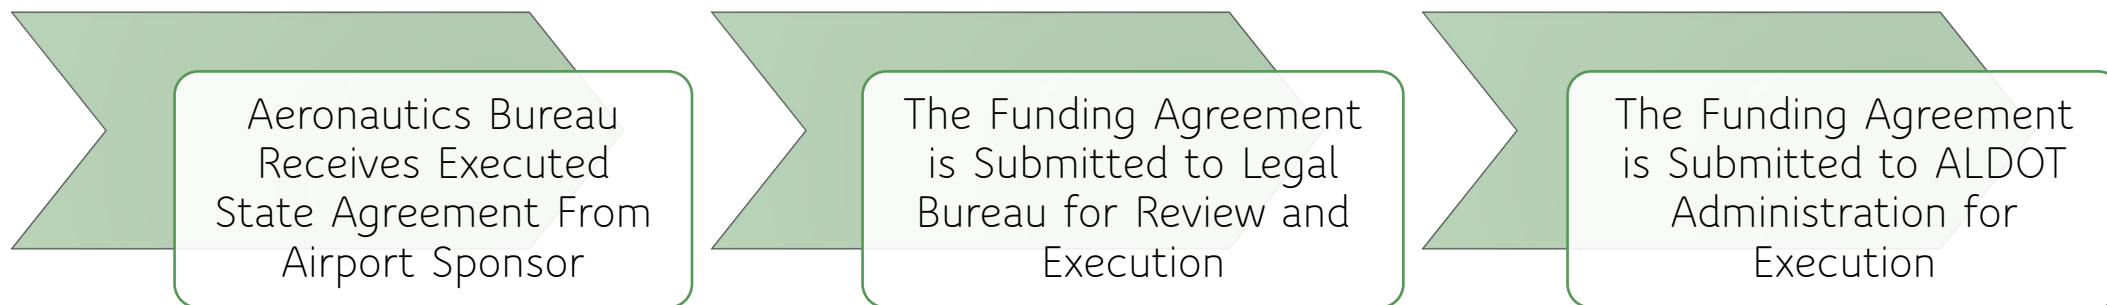 Aeronautics Bureau
Receives Executed
State Agreement From
Airport Sponsor
The Funding Agreement
is Submitted to Legal
Bureau for Review and
Execution
The Funding Agreement
is Submitted to ALDOT
Administration for
Execution